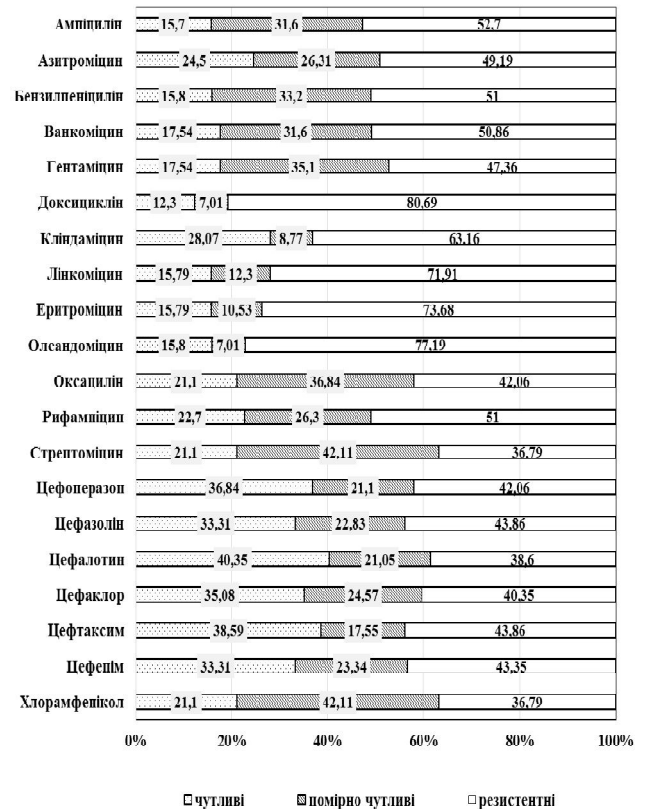 Ампіцилін 15,7 31,6 52,7
Азитроміцин 24,5 26,31 49,19
Бензилпеніцилін 15,8 33,2 51
Ванкоміцин 17,54 31,6 50,86
Гентаміцин 17,54 35,1 47,36
Доксициклін 12,3 7,01 80,69
Кліндаміцин 28,07 8,77 63,16
Лінкоміцин 15,79 12,3 71,91
Еритроміцин 15,79 10,53 73,68
Олсандоміцин 15,8 7,01 77,19
Оксацилін 21,1 36,84 42,06
Рифампіцин 22,7 26,3 51
Стрептоміцин 21,1 42,11 36,79
Цефоперазон 36,84 21,1 42,06
Цефазолін 33,31 22,83 43,86
Цефалотин 40,35 21,05 38,6
Цефаклор 35,08 24,57 40,35
Цефтаксим 38,59 17,55 43,86
Цефепім 33,31 23,34 43,35
Хлорамфенікол 21,1 42,11 36,79
0% 20% 40% 60% 80% 100%
чутливі помірно чутливі резистентні